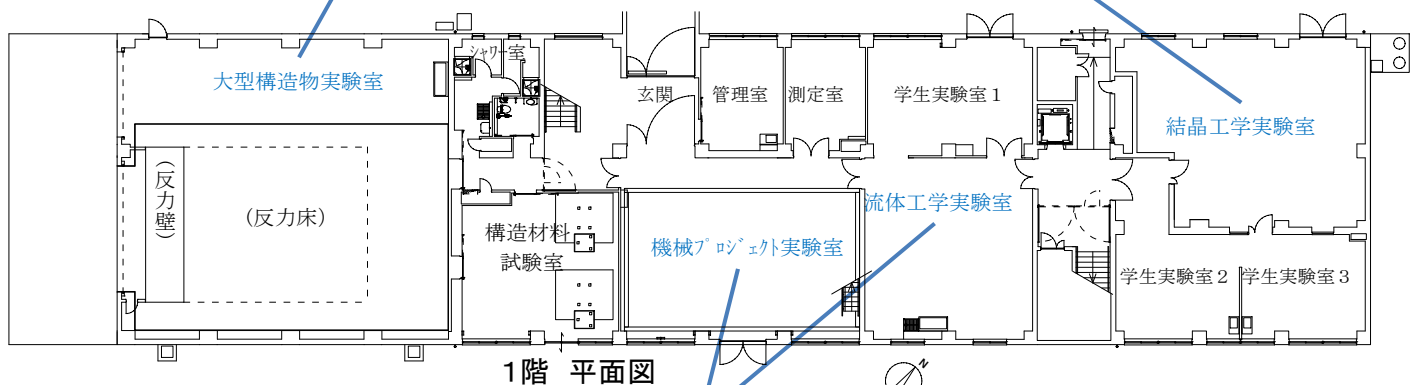 シャワー室
大型構造物実験室
玄関
管理室
測定室
学生実験室１
結晶工学実験室
（反力壁）
（反力床）
構造材料
試験室
機械プロジェクト実験室
流体工学実験室
学生実験室２
学生実験室３
1階 平面図
N